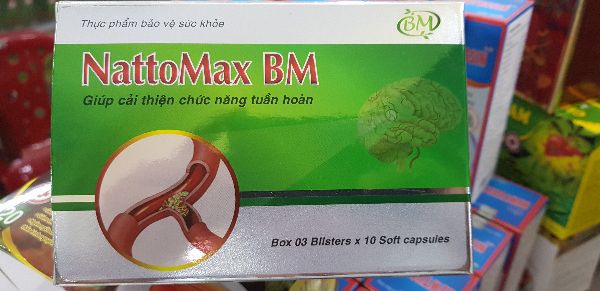 Thực phẩm bảo vệ sức khỏe
BM
NattoMax BM
Giúp cải thiện chức năng tuần hoàn
Box 03 Blisters x 10 Soft capsules
20